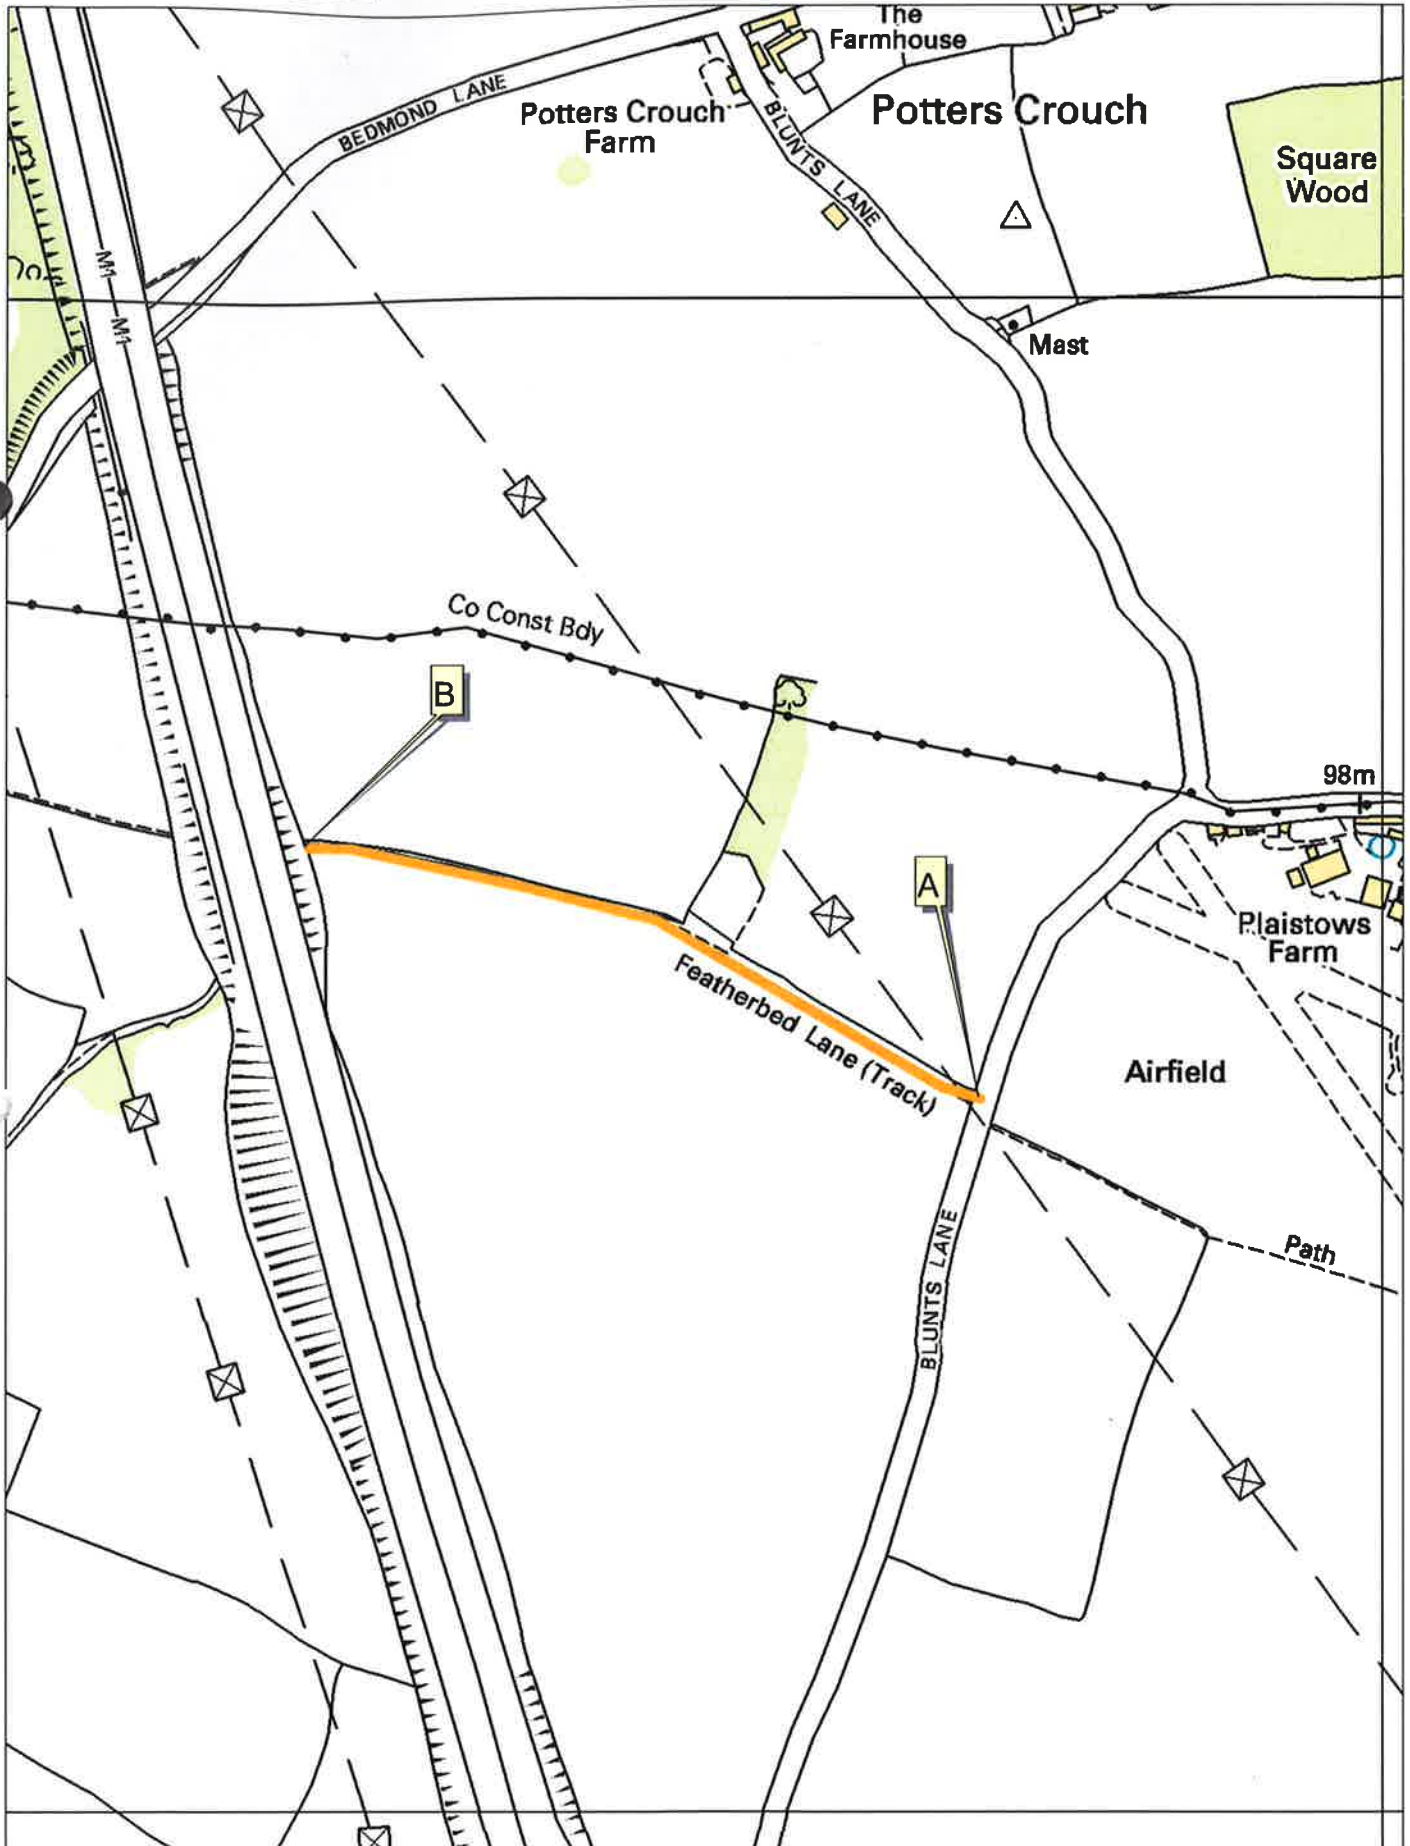 The
Farmhouse
BEDMOND LANE
Potters Crouch
Farm
BLUNTS LANE
Potters Crouch
Square
Wood
M1
M1
Mast
Co Const Bdy
B
98m
A
Plaistows
Farm
Featherbed Lane (Track)
Airfield
BLUNTS LANE
Path